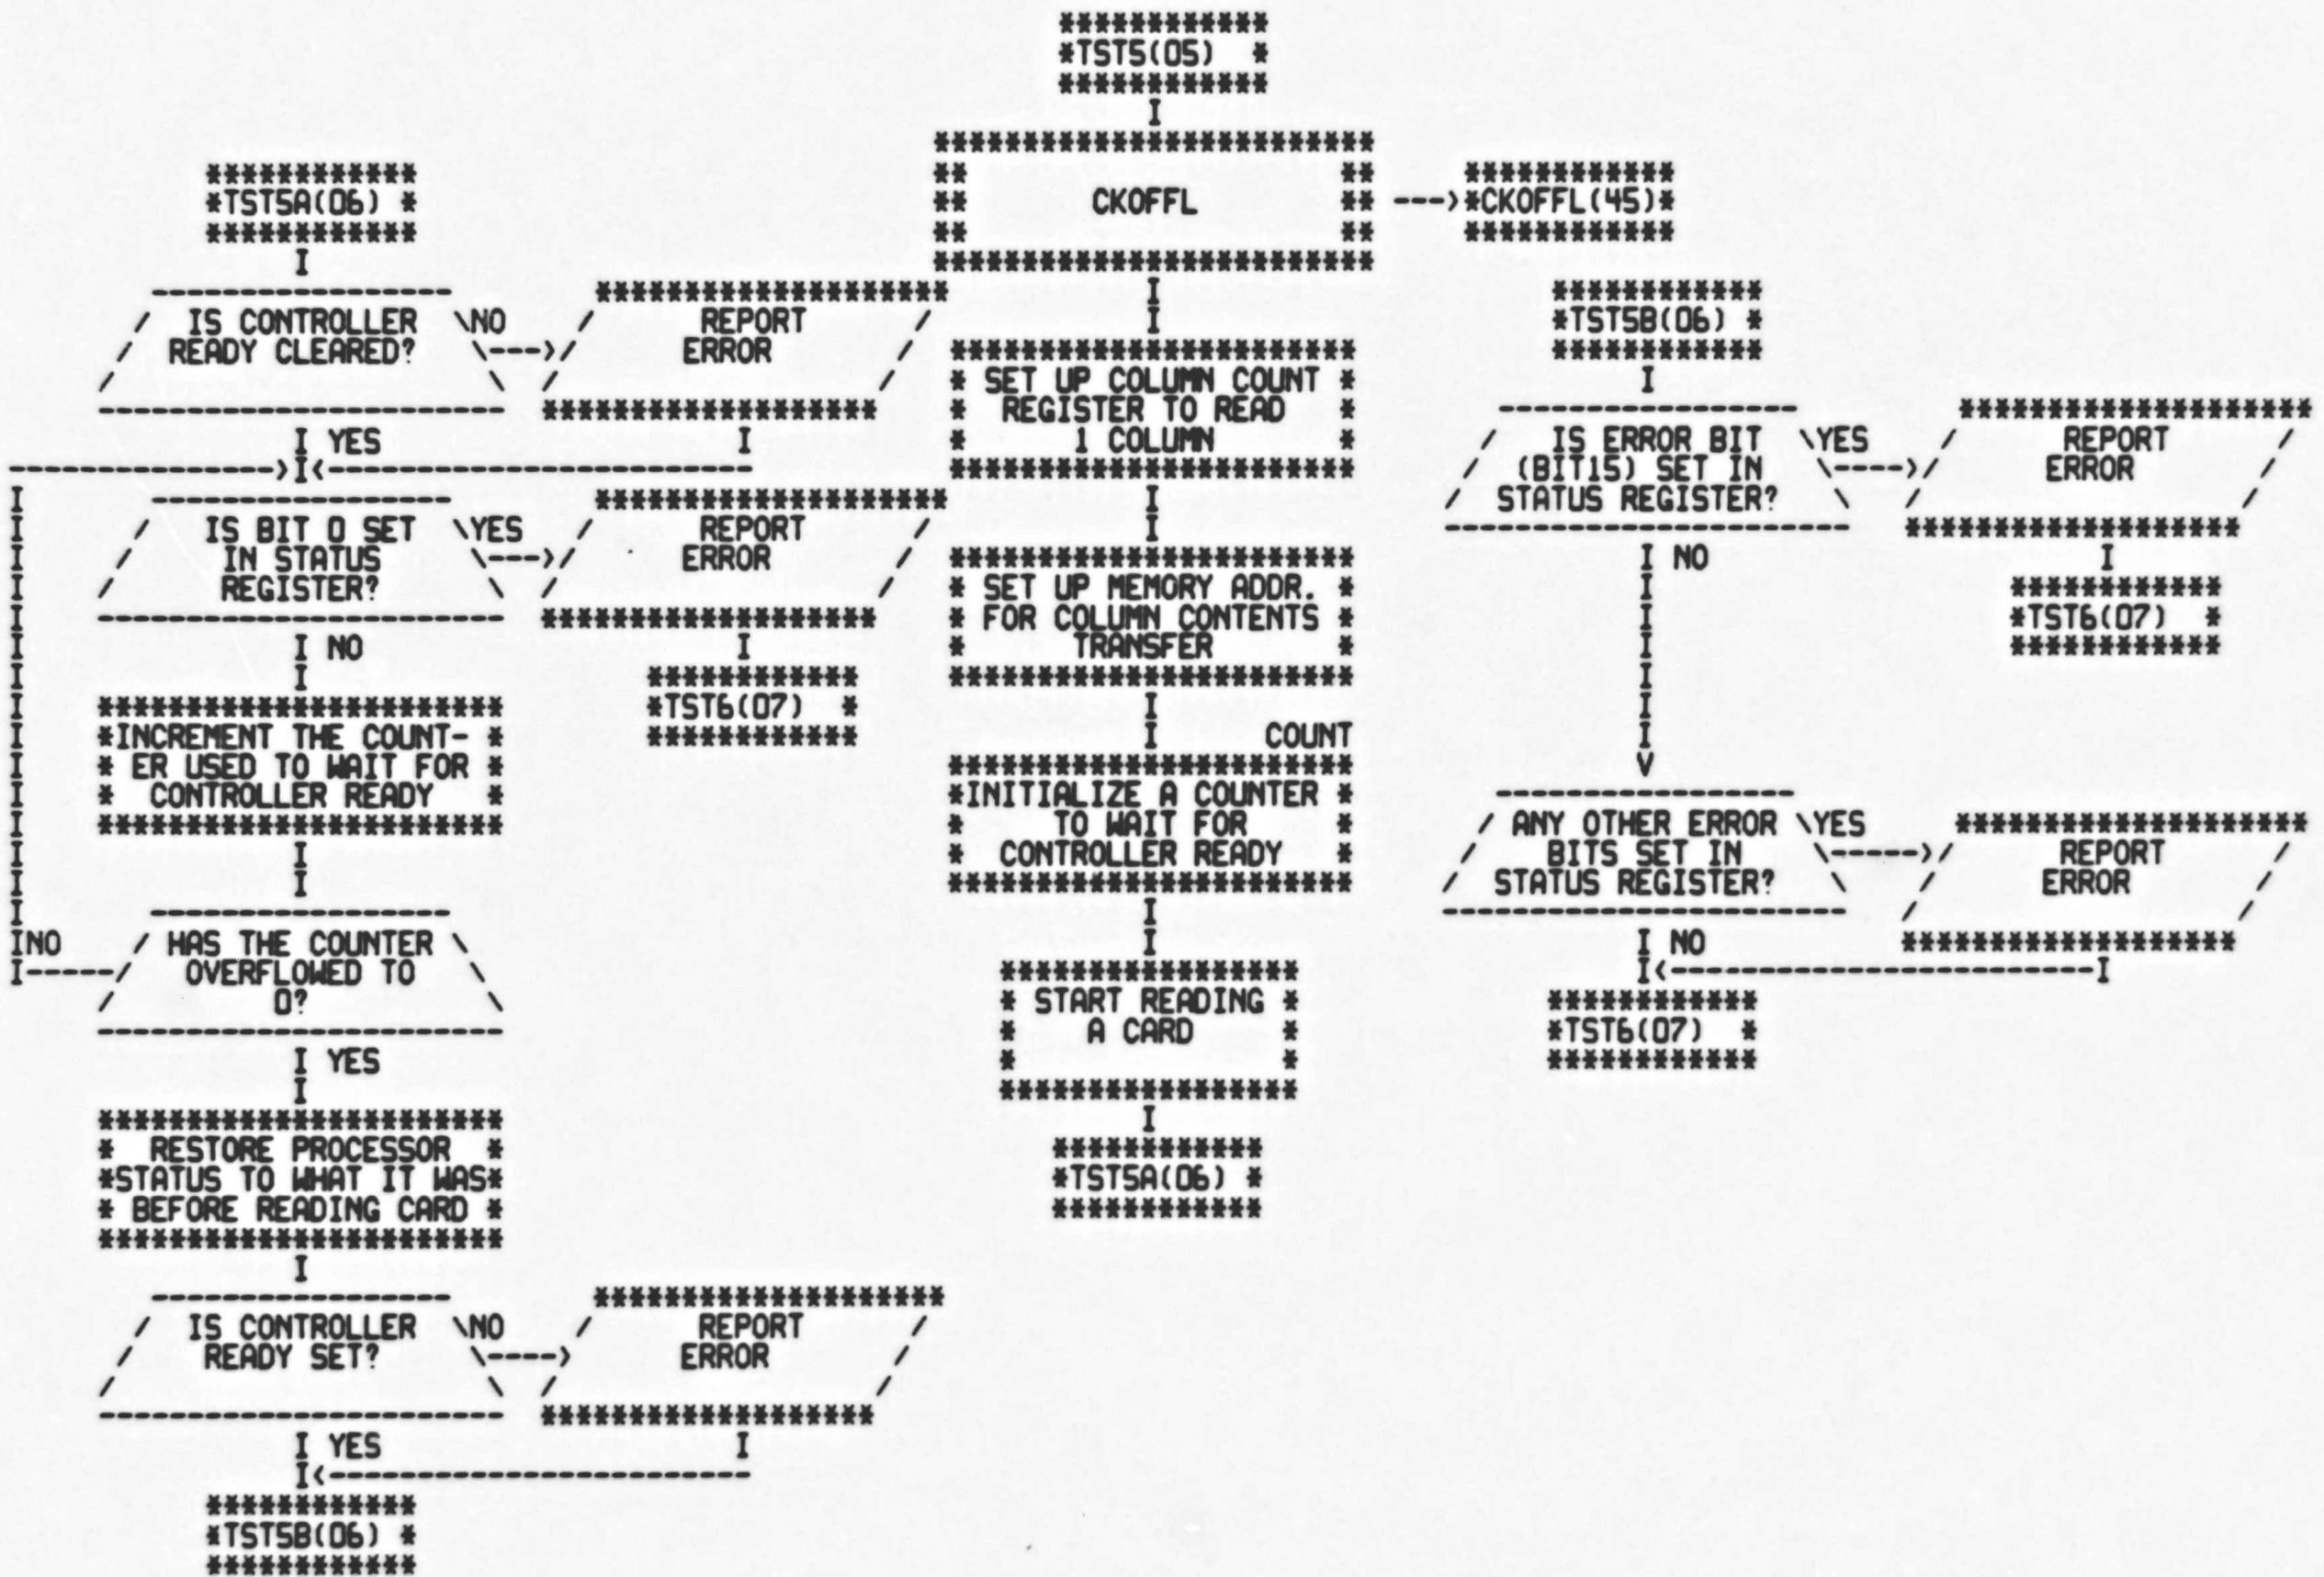 TST5(05)
CKOFFL
CKOFFL(45)
SET UP COLUMN COUNT
REGISTER TO READ
1 COLUMN
SET UP MEMORY ADDR.
FOR COLUMN CONTENTS
TRANSFER
COUNT
INITIALIZE A COUNTER
TO WAIT FOR
CONTROLLER READY
START READING
A CARD
TST5A(06)
TST5A(06)
IS CONTROLLER
READY CLEARED?
NO
REPORT
ERROR
YES
IS BIT 0 SET
IN STATUS
REGISTER?
YES
REPORT
ERROR
TST6(07)
NO
INCREMENT THE COUNT-
ER USED TO WAIT FOR
CONTROLLER READY
HAS THE COUNTER
OVERFLOWED TO
0?
NO
YES
RESTORE PROCESSOR
STATUS TO WHAT IT WAS
BEFORE READING CARD
IS CONTROLLER
READY SET?
NO
REPORT
ERROR
YES
TST5B(06)
TST5B(06)
IS ERROR BIT
(BIT15) SET IN
STATUS REGISTER?
YES
REPORT
ERROR
TST6(07)
NO
ANY OTHER ERROR
BITS SET IN
STATUS REGISTER?
YES
REPORT
ERROR
NO
TST6(07)